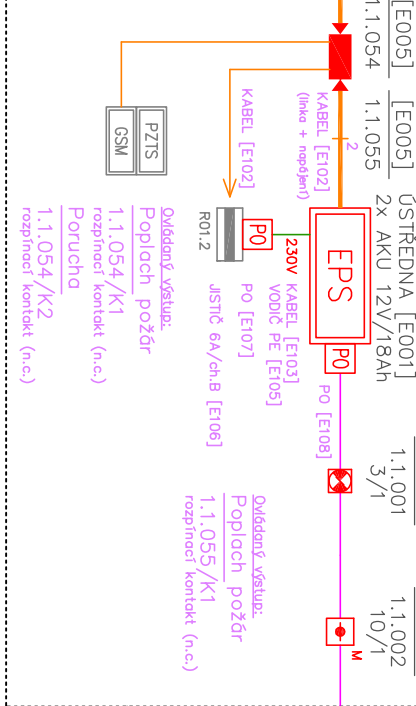 [E005]
1.1.054
[E005]
1.1.055
ÚSTŘEDNA [E001]
2x AKU 12V/18Ah
1.1.001
3/1
1.1.002
10/1
2
KABEL [E102]
(linka + napájení)
EPS
PO
PO [E108]
M
KABEL [E102]
230V
KABEL [E103]
VODIČ PE [E105]
PO
PO [E107]
R01.2
JISTIČ 6A/ch.B [E106]
PZTS
GSM
Ovládaný výstup:
Poplach požár
1.1.054/K1
rozpínací kontakt (n.c.)
Porucha
1.1.054/K2
rozpínací kontakt (n.c.)
Ovládaný výstup:
Poplach požár
1.1.055/K1
rozpínací kontakt (n.c.)